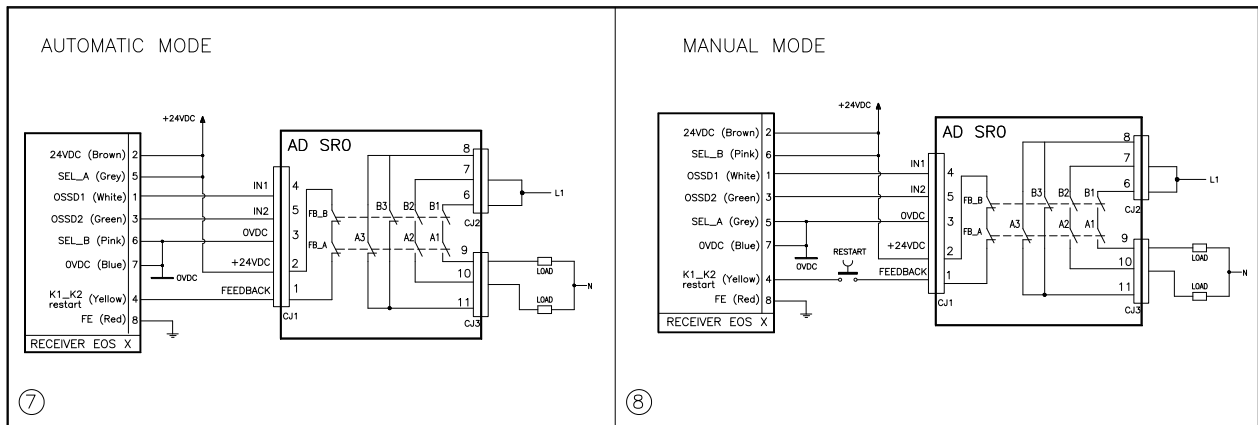 AUTOMATIC MODE
+24VDC
24VDC (Brown) 2
SEL_A (Grey) 5
OSSD1 (White) 1
OSSD2 (Green) 3
SEL_B (Pink) 6
0VDC (Blue) 7
K1_K2 (Yellow) 4
restart
FE (Red) 8
RECEIVER EOS X
0VDC
IN1
IN2
0VDC
+24VDC
FEEDBACK
AD SR0
4
5
3
2
1
CJ1
FB_B
FB_A
B3 B2 B1
A3 A2 A1
8
7
6
CJ2
9
10
11
CJ3
L1
LOAD
LOAD
N
7
MANUAL MODE
+24VDC
24VDC (Brown) 2
SEL_B (Pink) 6
OSSD1 (White) 1
OSSD2 (Green) 3
SEL_A (Grey) 5
0VDC (Blue) 7
K1_K2 (Yellow) 4
restart
FE (Red) 8
RECEIVER EOS X
0VDC
RESTART
IN1
IN2
0VDC
+24VDC
FEEDBACK
AD SR0
4
5
3
2
1
CJ1
FB_B
FB_A
B3 B2 B1
A3 A2 A1
8
7
6
CJ2
9
10
11
CJ3
L1
LOAD
LOAD
N
8